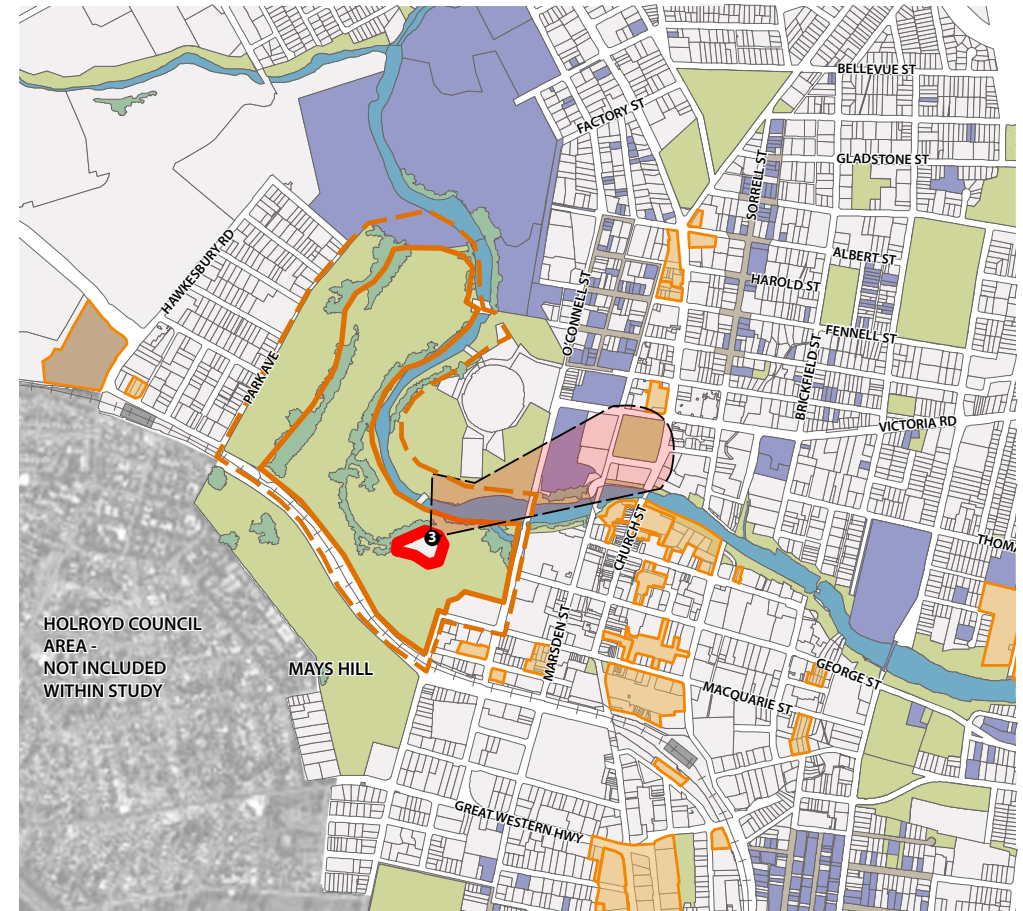 BELLEVUE ST
FACTORY ST
GLADSTONE ST
SORRELL ST
HAWKESBURY RD
ALBERT ST
HAROLD ST
O'CONNELL ST
FENNELL ST
BRICKFIELD ST
PARK AVE
VICTORIA RD
3
CHURCH ST
THOMA
HOLROYD COUNCIL
AREA -
NOT INCLUDED
WITHIN STUDY
MAYS HILL
MARSDEN ST
GEORGE ST
MACQUARIE ST
GREAT WESTERN HWY